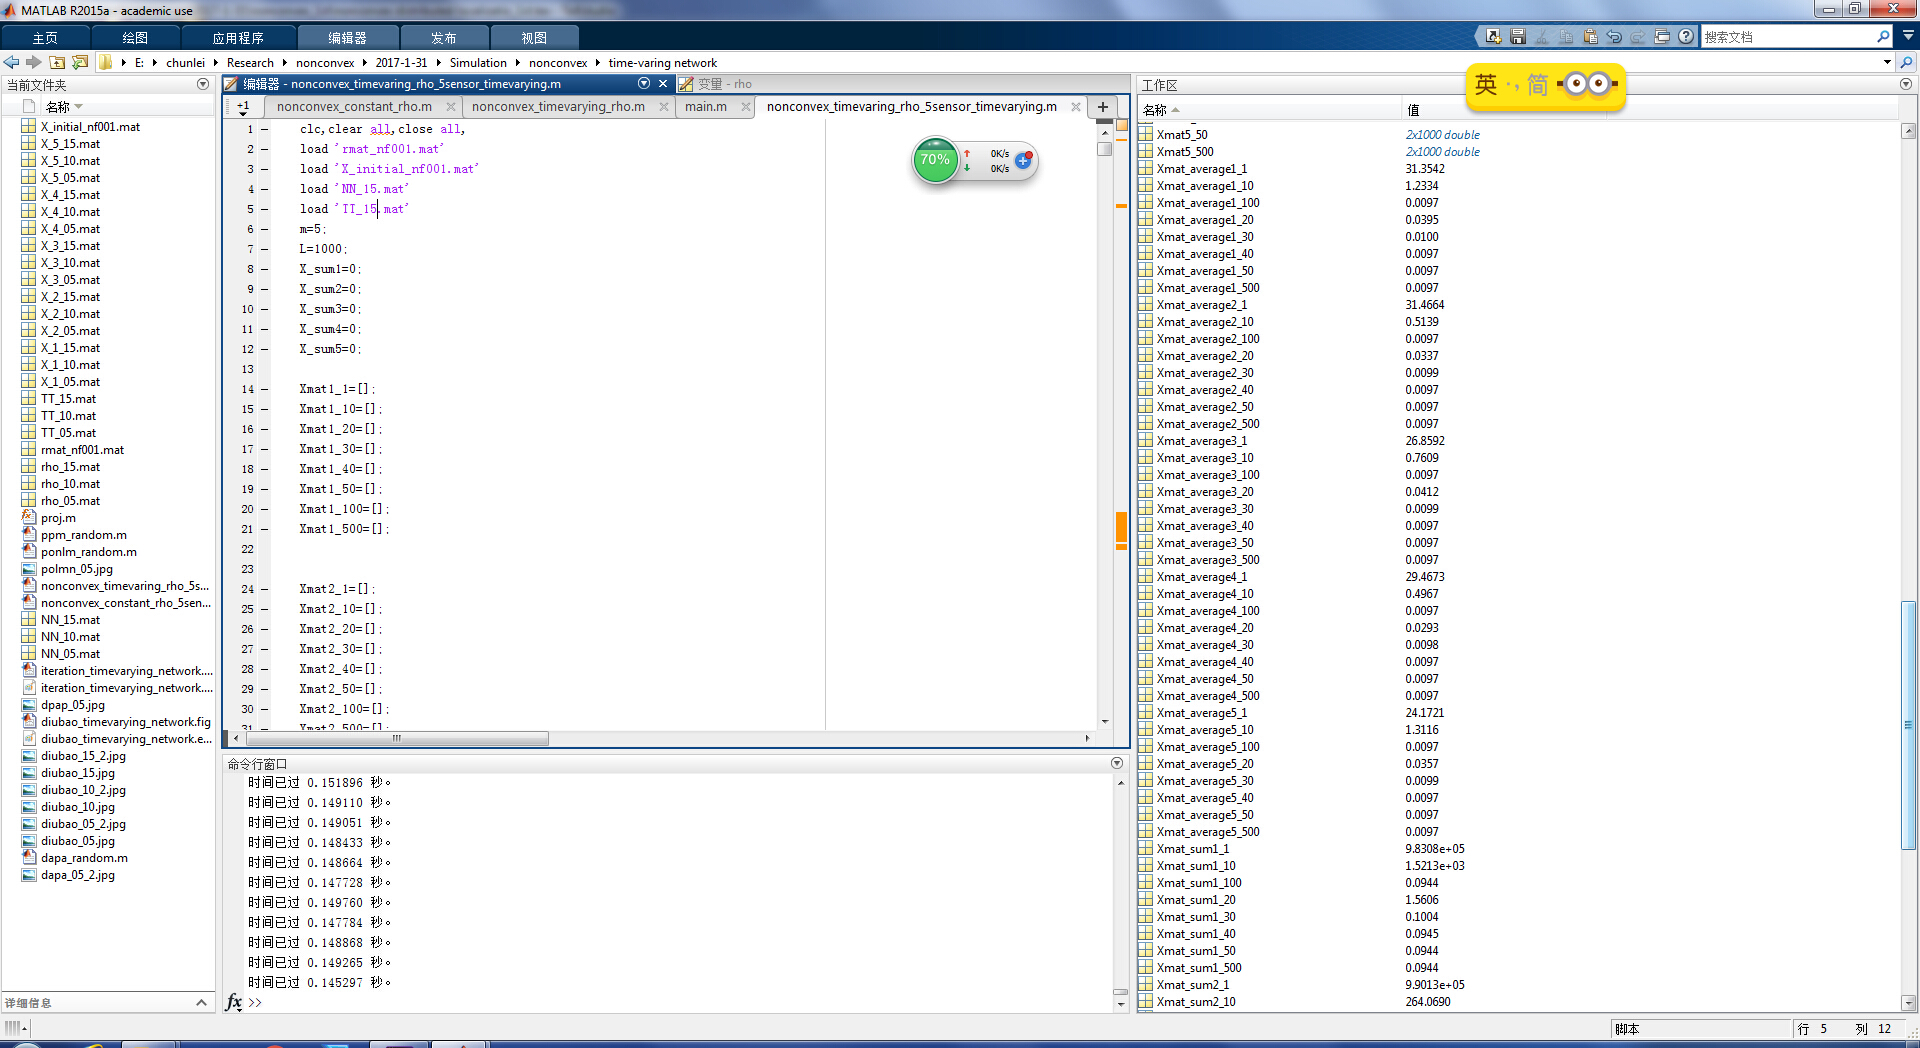 MATLAB R2015a - academic use
主页
绘图
应用程序
编辑器
发布
视图
搜索文档
E:
chunlei
Research
nonconvex
2017-1-31
Simulation
nonconvex
time-varing network
当前文件夹
名称
X_initial_nf001.mat
X_5_15.mat
X_5_10.mat
X_5_05.mat
X_4_15.mat
X_4_10.mat
X_4_05.mat
X_3_15.mat
X_3_10.mat
X_3_05.mat
X_2_15.mat
X_2_10.mat
X_2_05.mat
X_1_15.mat
X_1_10.mat
X_1_05.mat
TT_15.mat
TT_10.mat
TT_05.mat
rmat_nf001.mat
rho_15.mat
rho_10.mat
rho_05.mat
proj.m
ppm_random.m
ponlm_random.m
polmn_05.jpg
nonconvex_timevaring_rho_5s...
nonconvex_constant_rho_5sen...
NN_15.mat
NN_10.mat
NN_05.mat
iteration_timevarying_network....
iteration_timevarying_network....
dpap_05.jpg
diubao_timevarying_network.fig
diubao_timevarying_network.e...
diubao_15_2.jpg
diubao_15.jpg
diubao_10_2.jpg
diubao_10.jpg
diubao_05_2.jpg
diubao_05.jpg
dapa_random.m
dapa_05_2.jpg
详细信息
编辑器 - nonconvex_timevaring_rho_5sensor_timevarying.m
变量 - rho
+1
nonconvex_constant_rho.m
nonconvex_timevarying_rho.m
main.m
nonconvex_timevaring_rho_5sensor_timevarying.m
1 – clc,clear all,close all,
2 – load 'rmat_nf001.mat'
3 – load 'X_initial_nf001.mat'
4 – load 'NN_15.mat'
5 – load 'TT_15.mat'
6 – m=5;
7 – L=1000;
8 – X_sum1=0;
9 – X_sum2=0;
10 – X_sum3=0;
11 – X_sum4=0;
12 – X_sum5=0;
13
14 – Xmat1_1=[];
15 – Xmat1_10=[];
16 – Xmat1_20=[];
17 – Xmat1_30=[];
18 – Xmat1_40=[];
19 – Xmat1_50=[];
20 – Xmat1_100=[];
21 – Xmat1_500=[];
22
23
24 – Xmat2_1=[];
25 – Xmat2_10=[];
26 – Xmat2_20=[];
27 – Xmat2_30=[];
28 – Xmat2_40=[];
29 – Xmat2_50=[];
30 – Xmat2_100=[];
31 – Xmat2_500=[];
70%
0K/s
0K/s
命令行窗口
时间已过 0.151896 秒。
时间已过 0.149110 秒。
时间已过 0.149051 秒。
时间已过 0.148433 秒。
时间已过 0.148664 秒。
时间已过 0.147728 秒。
时间已过 0.149760 秒。
时间已过 0.147784 秒。
时间已过 0.148868 秒。
时间已过 0.149265 秒。
时间已过 0.145297 秒。
fx >>
工作区
英 ·, 简
名称 值
Xmat5_50 2x1000 double
Xmat5_500 2x1000 double
Xmat_average1_1 31.3542
Xmat_average1_10 1.2334
Xmat_average1_100 0.0097
Xmat_average1_20 0.0395
Xmat_average1_30 0.0100
Xmat_average1_40 0.0097
Xmat_average1_50 0.0097
Xmat_average1_500 0.0097
Xmat_average2_1 31.4664
Xmat_average2_10 0.5139
Xmat_average2_100 0.0097
Xmat_average2_20 0.0337
Xmat_average2_30 0.0099
Xmat_average2_40 0.0097
Xmat_average2_50 0.0097
Xmat_average2_500 0.0097
Xmat_average3_1 26.8592
Xmat_average3_10 0.7609
Xmat_average3_100 0.0097
Xmat_average3_20 0.0412
Xmat_average3_30 0.0099
Xmat_average3_40 0.0097
Xmat_average3_50 0.0097
Xmat_average3_500 0.0097
Xmat_average4_1 29.4673
Xmat_average4_10 0.4967
Xmat_average4_100 0.0097
Xmat_average4_20 0.0293
Xmat_average4_30 0.0098
Xmat_average4_40 0.0097
Xmat_average4_50 0.0097
Xmat_average4_500 0.0097
Xmat_average5_1 24.1721
Xmat_average5_10 1.3116
Xmat_average5_100 0.0097
Xmat_average5_20 0.0357
Xmat_average5_30 0.0099
Xmat_average5_40 0.0097
Xmat_average5_50 0.0097
Xmat_average5_500 0.0097
Xmat_sum1_1 9.8308e+05
Xmat_sum1_10 1.5213e+03
Xmat_sum1_100 0.0944
Xmat_sum1_20 1.5606
Xmat_sum1_30 0.1004
Xmat_sum1_40 0.0945
Xmat_sum1_50 0.0944
Xmat_sum1_500 0.0944
Xmat_sum2_1 9.9013e+05
Xmat_sum2_10 264.0690
脚本
行 5 列 12